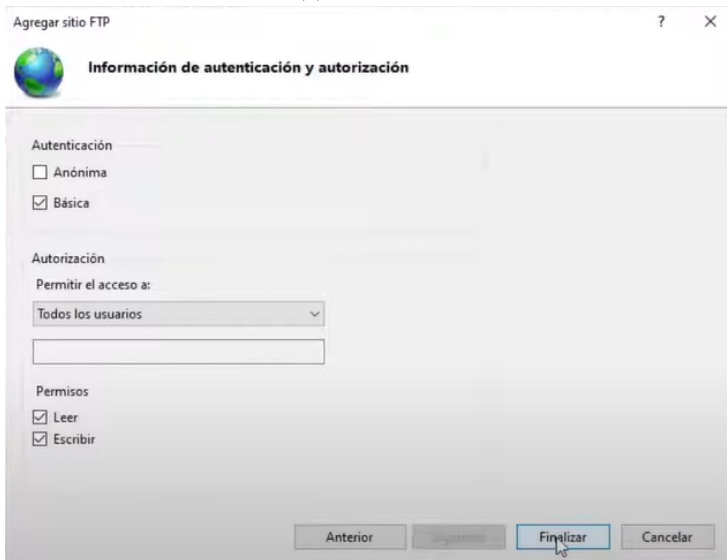 Agregar sitio FTP
Información de autenticación y autorización
Autenticación
Anónima
Básica
Autorización
Permitir el acceso a:
Todos los usuarios
Permisos
Leer
Escribir
Anterior
Finalizar
Cancelar